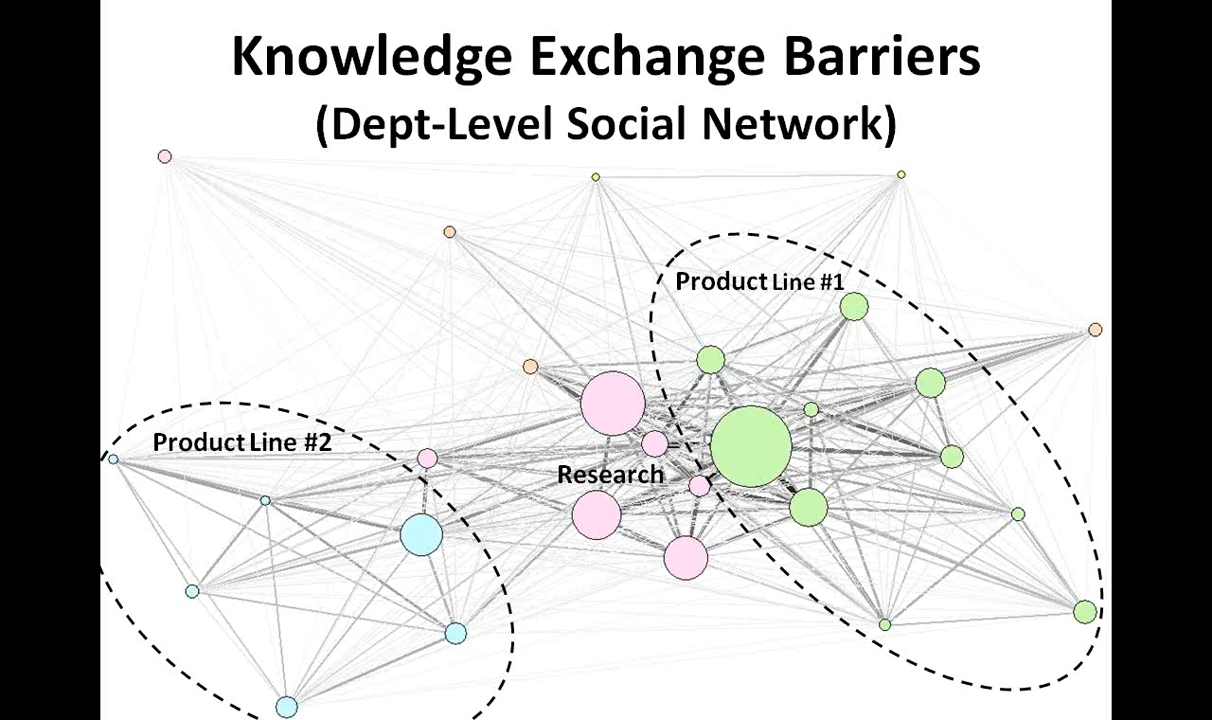 Knowledge Exchange Barriers
(Dept-Level Social Network)
Product Line #1
Product Line #2
Research